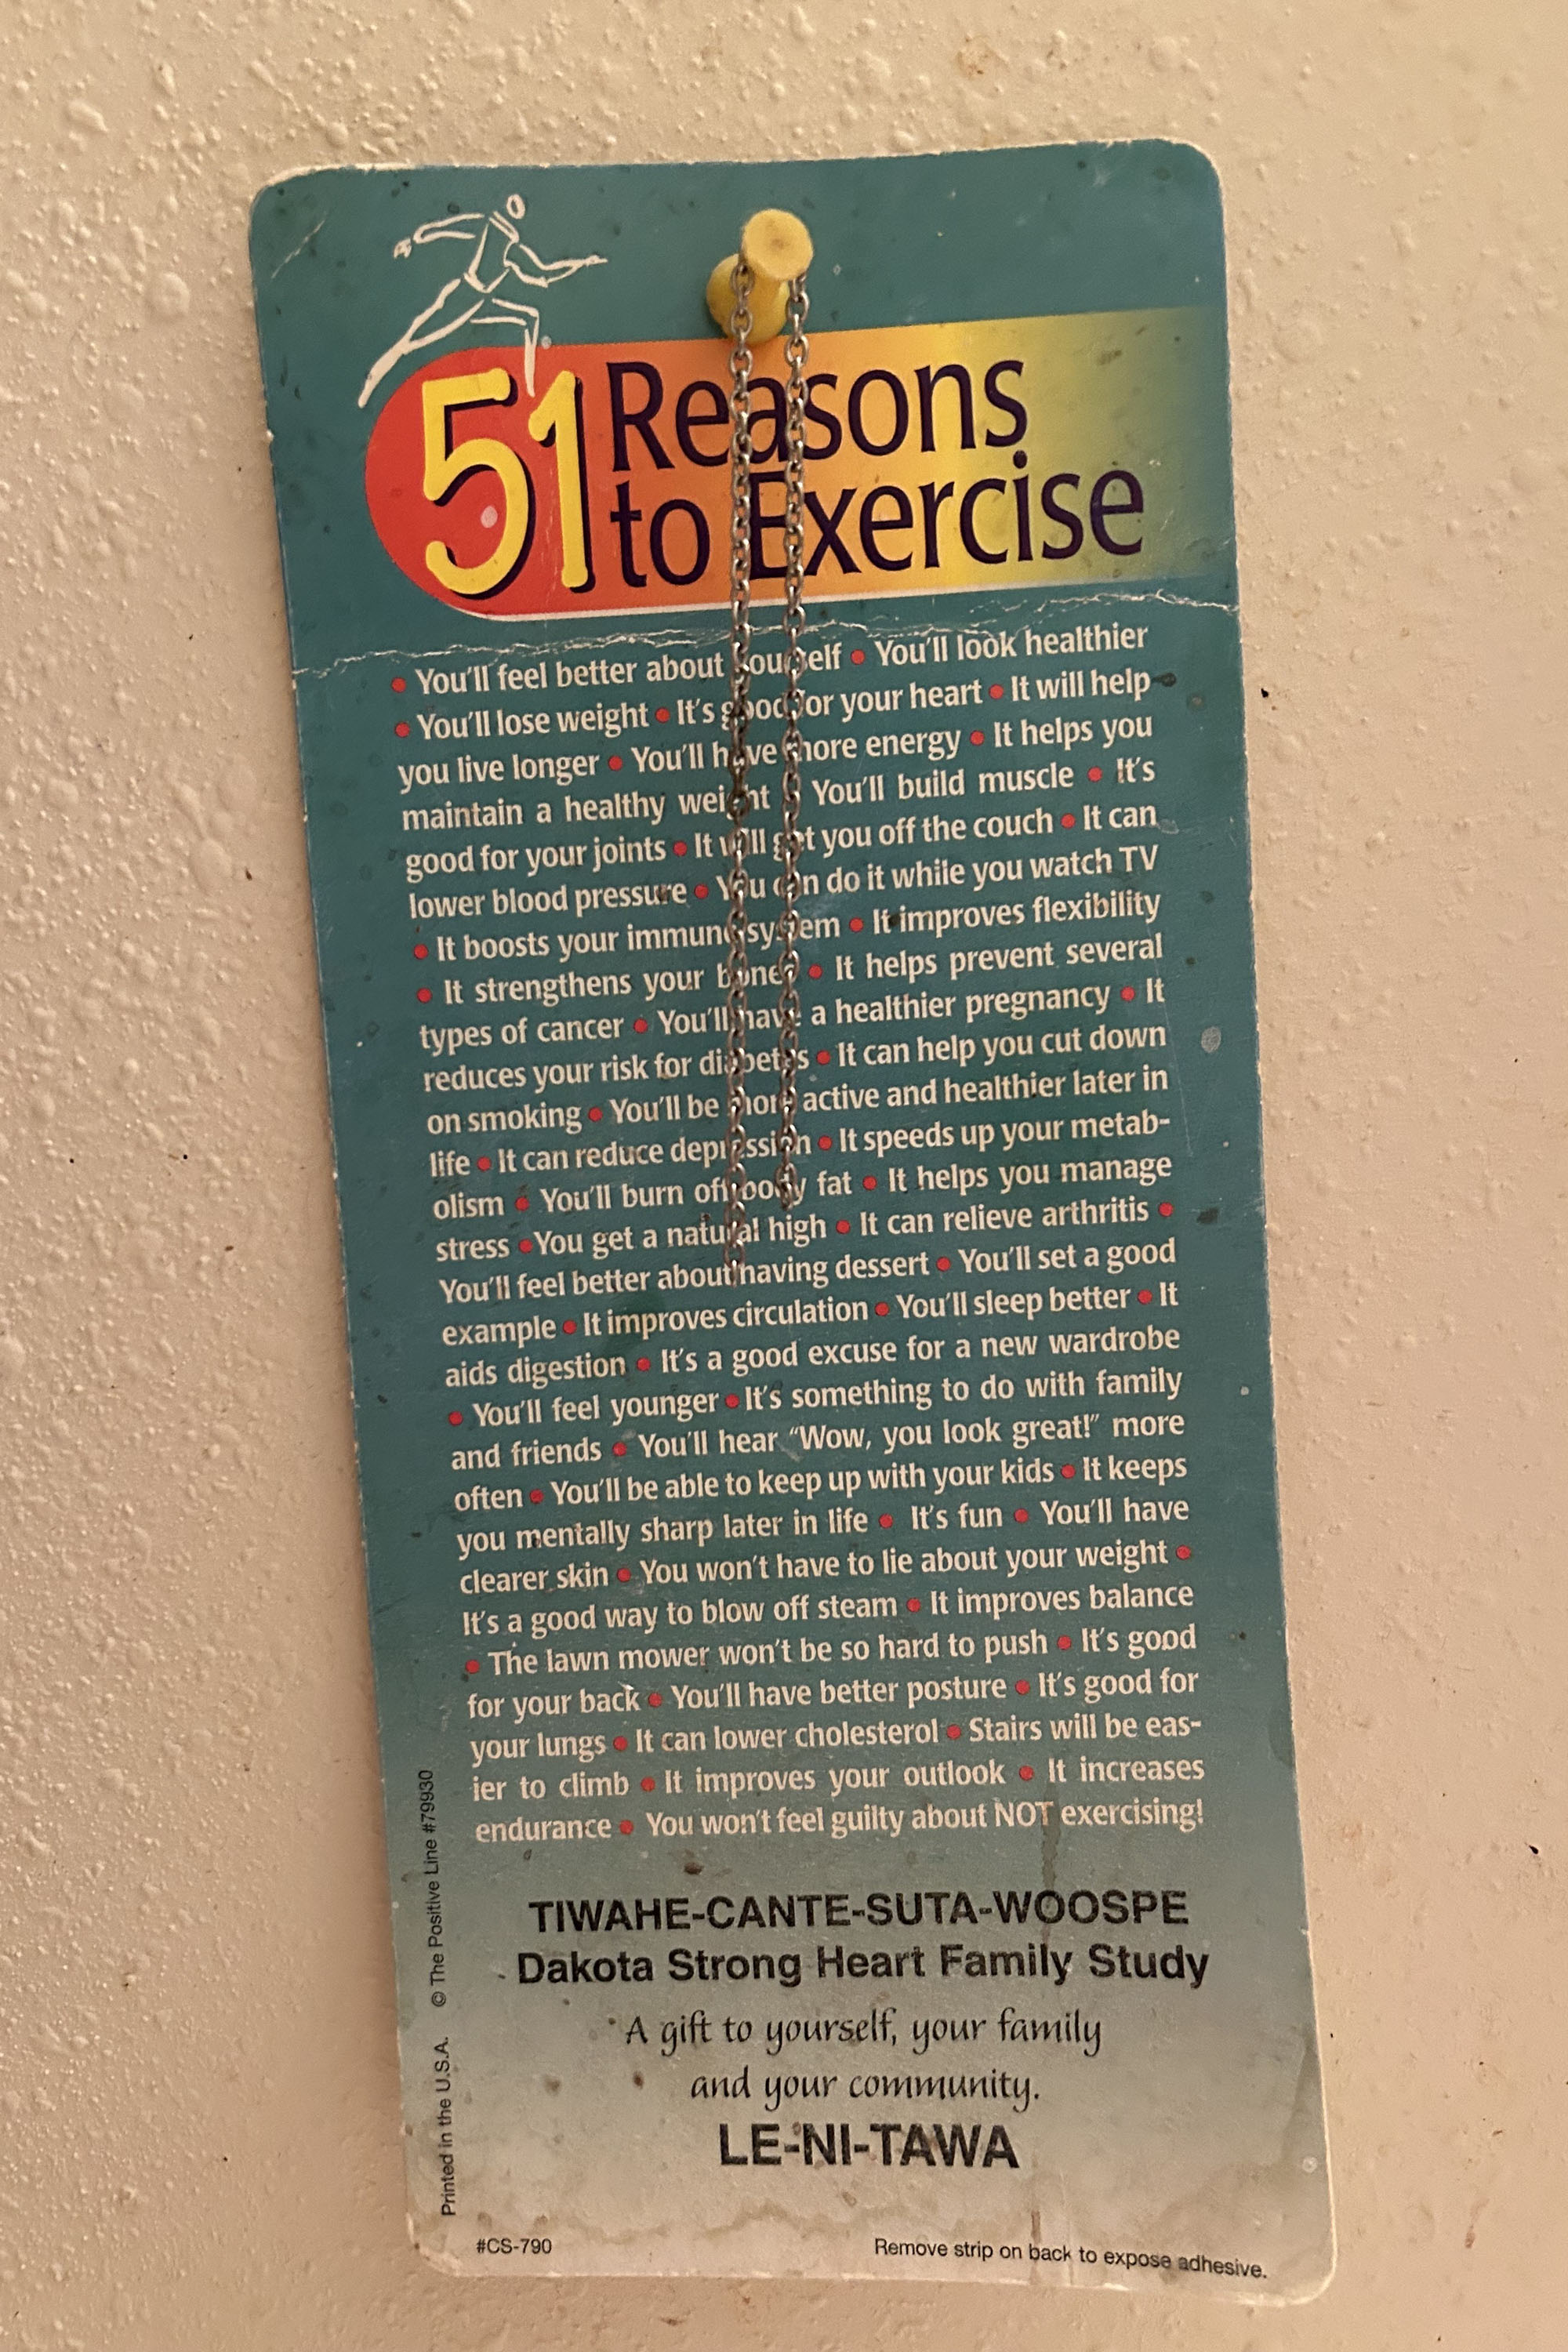 51 Reasons
to Exercise
• You'll feel better about yourself • You'll look healthier
• You'll lose weight • It's good for your heart • It will help
you live longer • You'll have more energy • It helps you
maintain a healthy weight • You'll build muscle • It's
good for your joints • It will get you off the couch • It can
lower blood pressure • You can do it while you watch TV
• It boosts your immune system • It improves flexibility
• It strengthens your bones • It helps prevent several
types of cancer • You'll have a healthier pregnancy • It
reduces your risk for diabetes • It can help you cut down
on smoking • You'll be more active and healthier later in
life • It can reduce depression • It speeds up your metab-
olism • You'll burn off body fat • It helps you manage
stress • You get a natural high • It can relieve arthritis •
You'll feel better about having dessert • You'll set a good
example • It improves circulation • You'll sleep better • It
aids digestion • It's a good excuse for a new wardrobe
• You'll feel younger • It's something to do with family
and friends • You'll hear “Wow, you look great!” more
often • You'll be able to keep up with your kids • It keeps
you mentally sharp later in life • It's fun • You'll have
clearer skin • You won't have to lie about your weight •
It's a good way to blow off steam • It improves balance
• The lawn mower won't be so hard to push • It's good
for your back • You'll have better posture • It's good for
your lungs • It can lower cholesterol • Stairs will be eas-
ier to climb • It improves your outlook • It increases
endurance • You won't feel guilty about NOT exercising!
TIWAHE-CANTE-SUTA-WOOSPE
Dakota Strong Heart Family Study
A gift to yourself, your family
and your community.
LE-NI-TAWA
Printed in the U.S.A. © The Positive Line #79930
#CS-790
Remove strip on back to expose adhesive.